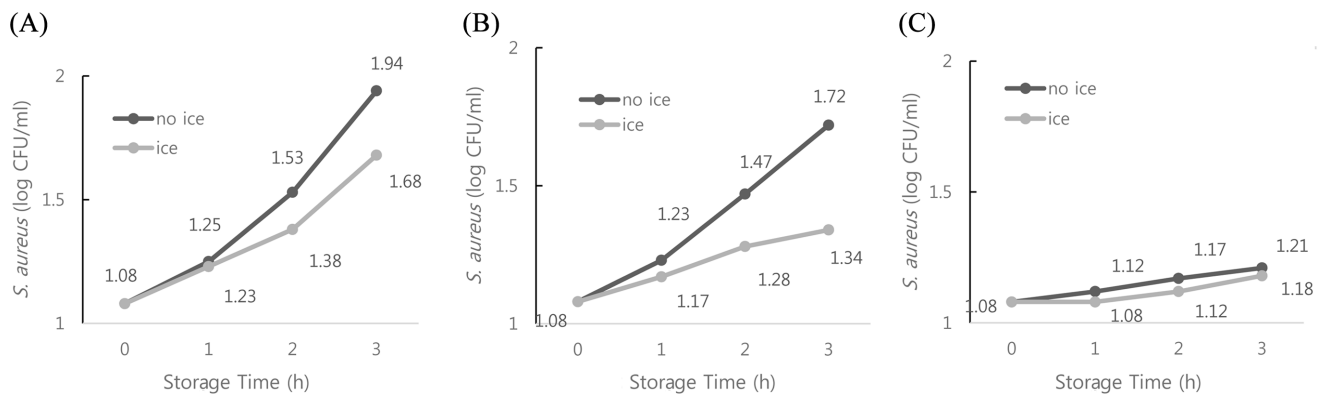 (A)
S. aureus (log CFU/ml)
2
1.5
1
no ice
ice
1.08
1.25
1.53
1.94
1.23
1.38
1.68
0 1 2 3
Storage Time (h)
(B)
S. aureus (log CFU/ml)
2
1.5
1
no ice
ice
1.08
1.23
1.47
1.72
1.17
1.28
1.34
0 1 2 3
Storage Time (h)
(C)
S. aureus (log CFU/ml)
2
1.5
1
no ice
ice
1.08
1.12
1.17
1.21
1.08
1.12
1.18
0 1 2 3
Storage Time (h)